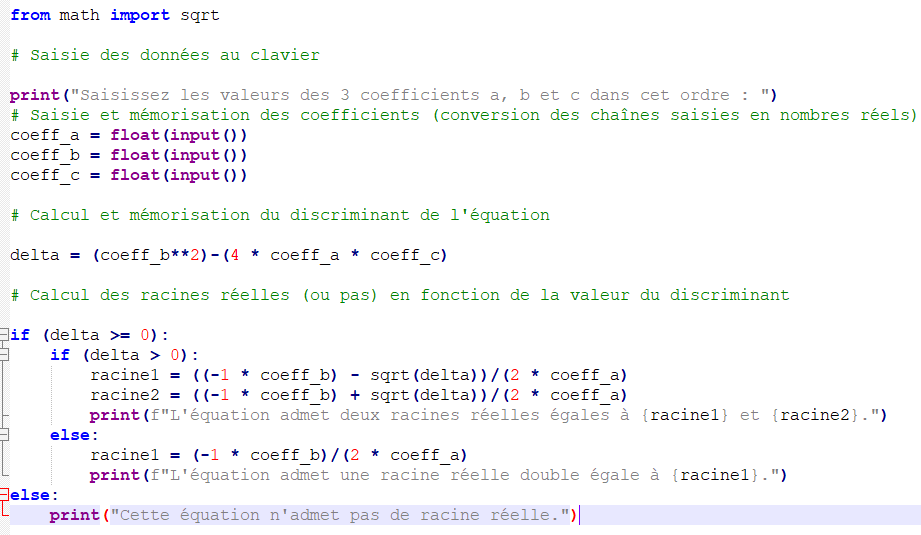 from math import sqrt
# Saisie des données au clavier
print("Saisissez les valeurs des 3 coefficients a, b et c dans cet ordre : ")
# Saisie et mémorisation des coefficients (conversion des chaînes saisies en nombres réels)
coeff_a = float(input())
coeff_b = float(input())
coeff_c = float(input())
# Calcul et mémorisation du discriminant de l'équation
delta = (coeff_b**2)-(4 * coeff_a * coeff_c)
# Calcul des racines réelles (ou pas) en fonction de la valeur du discriminant
if (delta >= 0):
    if (delta > 0):
        racine1 = ((-1 * coeff_b) - sqrt(delta))/(2 * coeff_a)
        racine2 = ((-1 * coeff_b) + sqrt(delta))/(2 * coeff_a)
        print(f"L'équation admet deux racines réelles égales à {racine1} et {racine2}.")
    else:
        racine1 = (-1 * coeff_b)/(2 * coeff_a)
        print(f"L'équation admet une racine réelle double égale à {racine1}.")
else:
    print("Cette équation n'admet pas de racine réelle.")